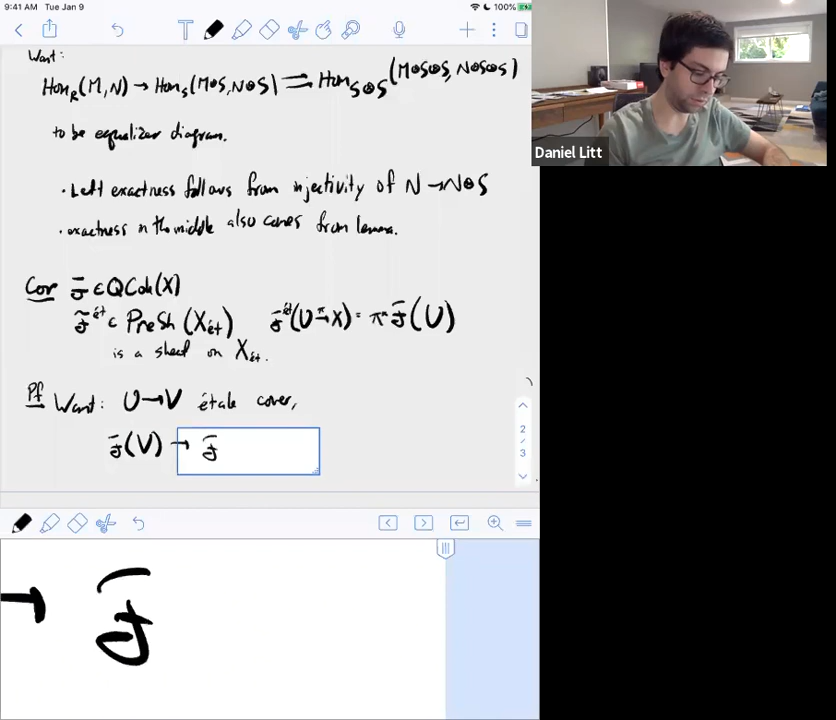 9:41 AM Tue Jan 9
100%
Want:
Hom_R(M,N) → Hom_S(M⊗S, N⊗S) ⇉ Hom_{S⊗S}(M⊗S⊗S, N⊗S⊗S)
to be equalizer diagram.
· Left exactness follows from injectivity of N → N⊗S
· exactness in the middle also comes from lemma.
Cor F ∈ QCoh(X)
F^ét ∈ PreSh(X_ét) F^ét(U →^π X) = π*F(U)
is a sheaf on X_ét.
Pf Want: U → V étale cover,
F(V) → F
2
/
3
→ F
Daniel Litt